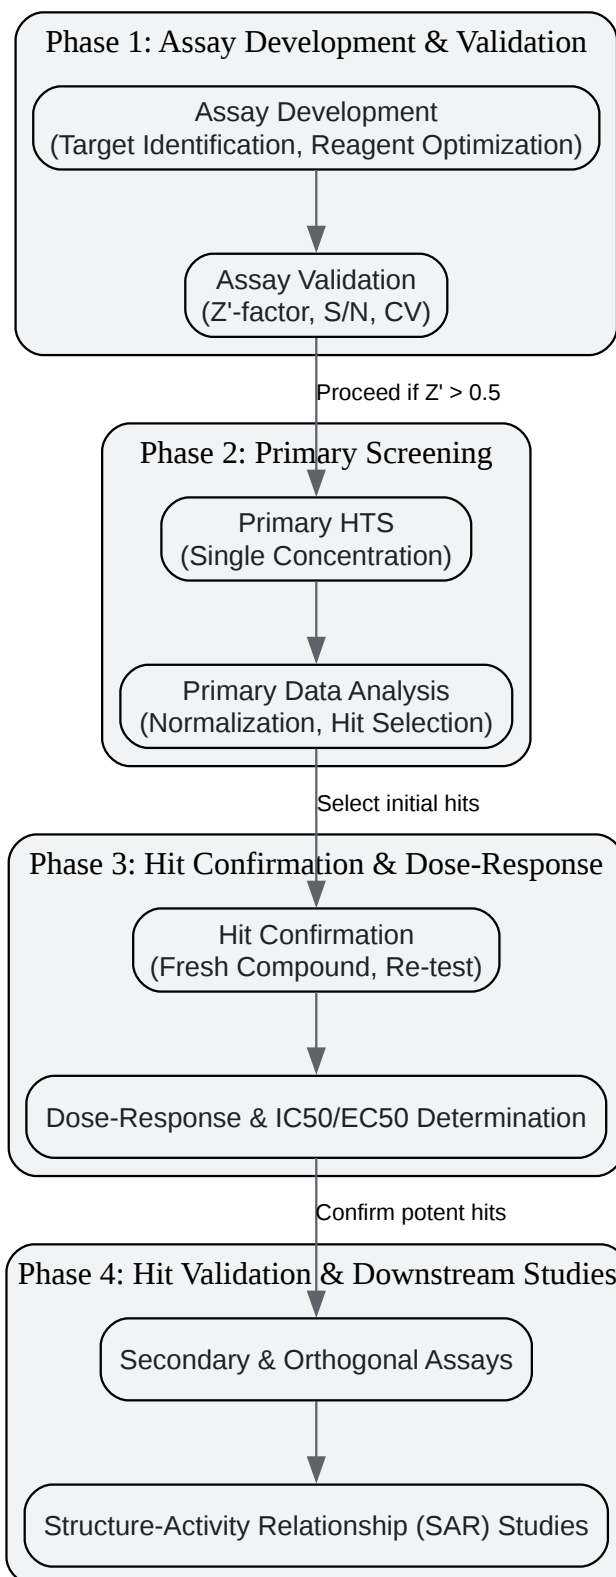 Phase 1: Assay Development & Validation
Assay Development
(Target Identification, Reagent Optimization)
Assay Validation
(Z'-factor, S/N, CV)
Proceed if Z' > 0.5
Phase 2: Primary Screening
Primary HTS
(Single Concentration)
Primary Data Analysis
(Normalization, Hit Selection)
Select initial hits
Phase 3: Hit Confirmation & Dose-Response
Hit Confirmation
(Fresh Compound, Re-test)
Dose-Response & IC50/EC50 Determination
Confirm potent hits
Phase 4: Hit Validation & Downstream Studies
Secondary & Orthogonal Assays
Structure-Activity Relationship (SAR) Studies